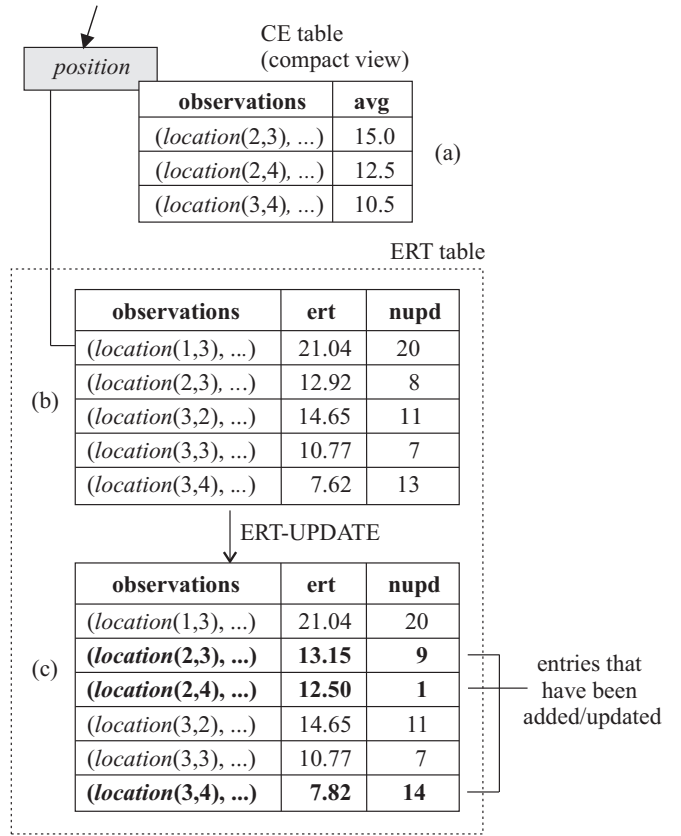 CE table
(compact view)
position
observations avg
(location(2,3), ...) 15.0
(location(2,4), ...) 12.5
(location(3,4), ...) 10.5
(a)
ERT table
observations ert nupd
(location(1,3), ...) 21.04 20
(location(2,3), ...) 12.92 8
(location(3,2), ...) 14.65 11
(location(3,3), ...) 10.77 7
(location(3,4), ...) 7.62 13
(b)
ERT-UPDATE
observations ert nupd
(location(1,3), ...) 21.04 20
(location(2,3), ...) 13.15 9
(location(2,4), ...) 12.50 1
(location(3,2), ...) 14.65 11
(location(3,3), ...) 10.77 7
(location(3,4), ...) 7.82 14
(c)
entries that
have been
added/updated